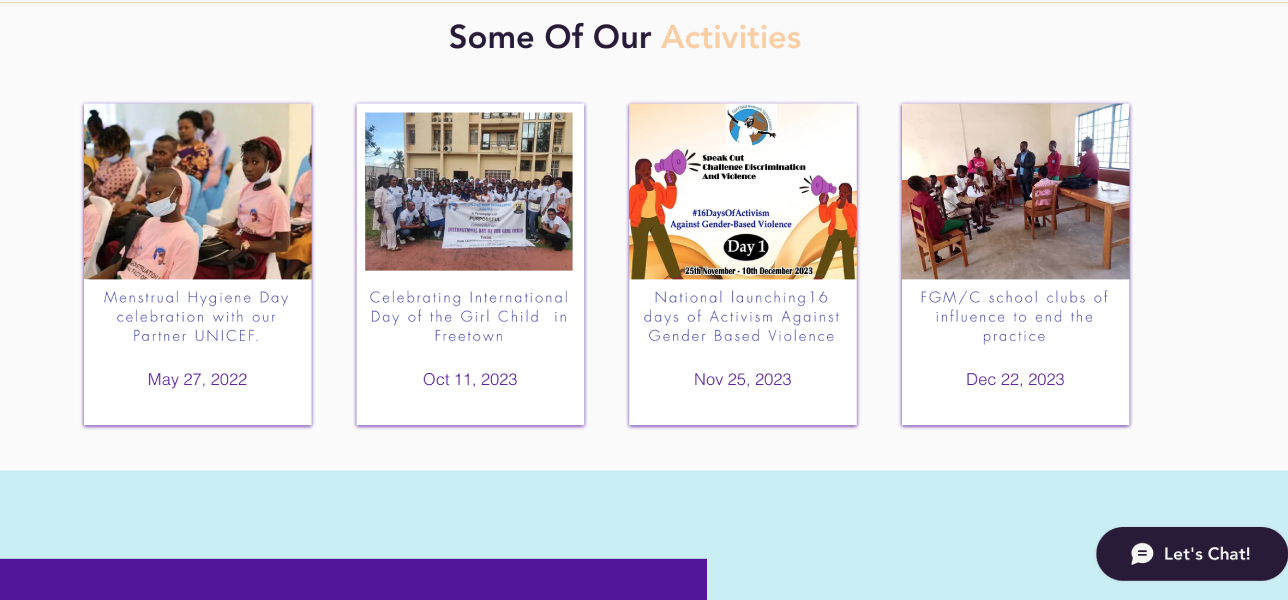 Some Of Our Activities
Speak Out
Challenge Discrimination
And Violence
#16DaysOfActivism
Against Gender-Based Violence
Day 1
25th November - 10th December 2023
PURPOSEFUL
INTERNATIONAL DAY OF THE GIRL CHILD
Menstrual Hygiene Day
celebration with our
Partner UNICEF.
May 27, 2022
Celebrating International
Day of the Girl Child  in
Freetown
Oct 11, 2023
National launching16
days of Activism Against
Gender Based Violence
Nov 25, 2023
FGM/C school clubs of
influence to end the
practice
Dec 22, 2023
Let's Chat!